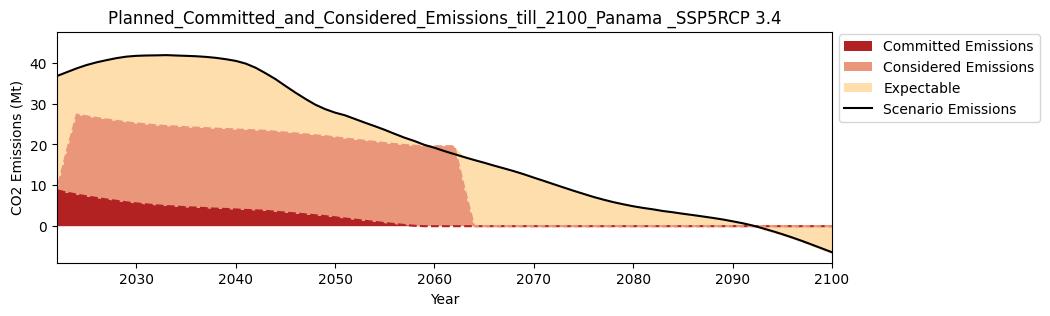 Planned_Committed_and_Considered_Emissions_till_2100_Panama _SSP5RCP 3.4
CO2 Emissions (Mt)
40
30
20
10
0
2030 2040 2050 2060 2070 2080 2090 2100
Year
Committed Emissions
Considered Emissions
Expectable
Scenario Emissions